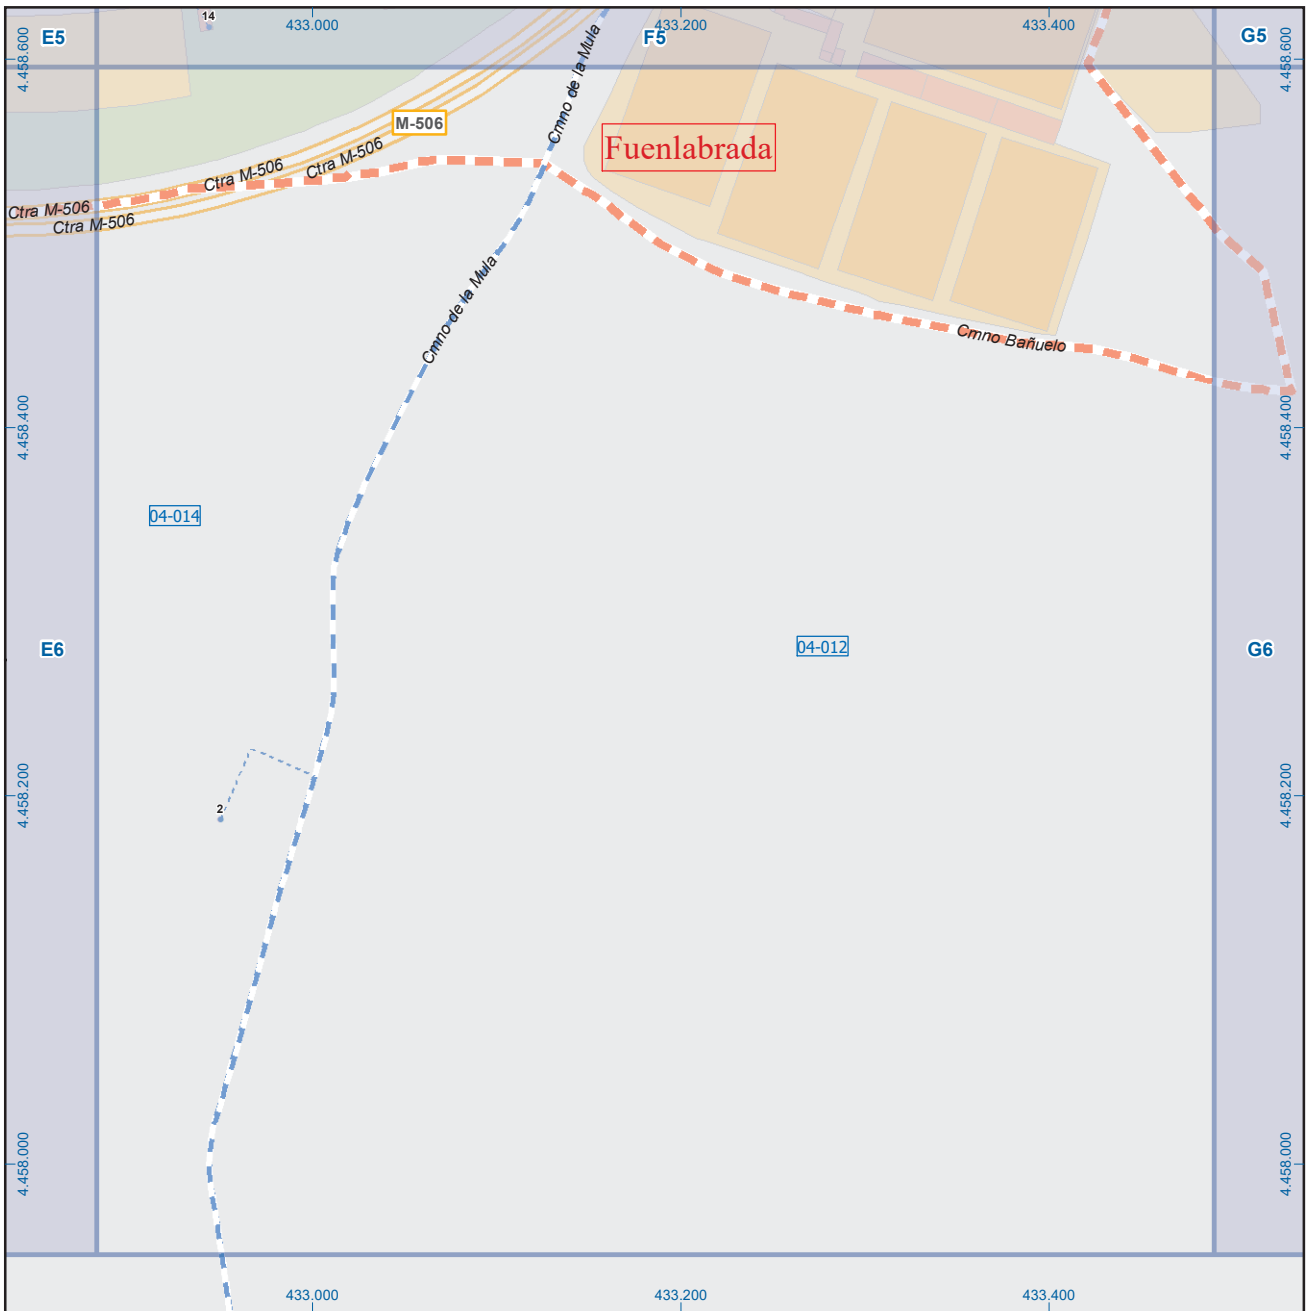 14
433.000
433.200
433.400
E5
F5
G5
4.458.600
4.458.600
Cmno de la Mula
M-506
Fuenlabrada
Ctra M-506
Ctra M-506
Ctra M-506
Ctra M-506
Cmno de la Mula
Cmno Bañuelo
4.458.400
4.458.400
04-014
04-012
E6
G6
4.458.200
4.458.200
2
4.458.000
4.458.000
433.000
433.200
433.400